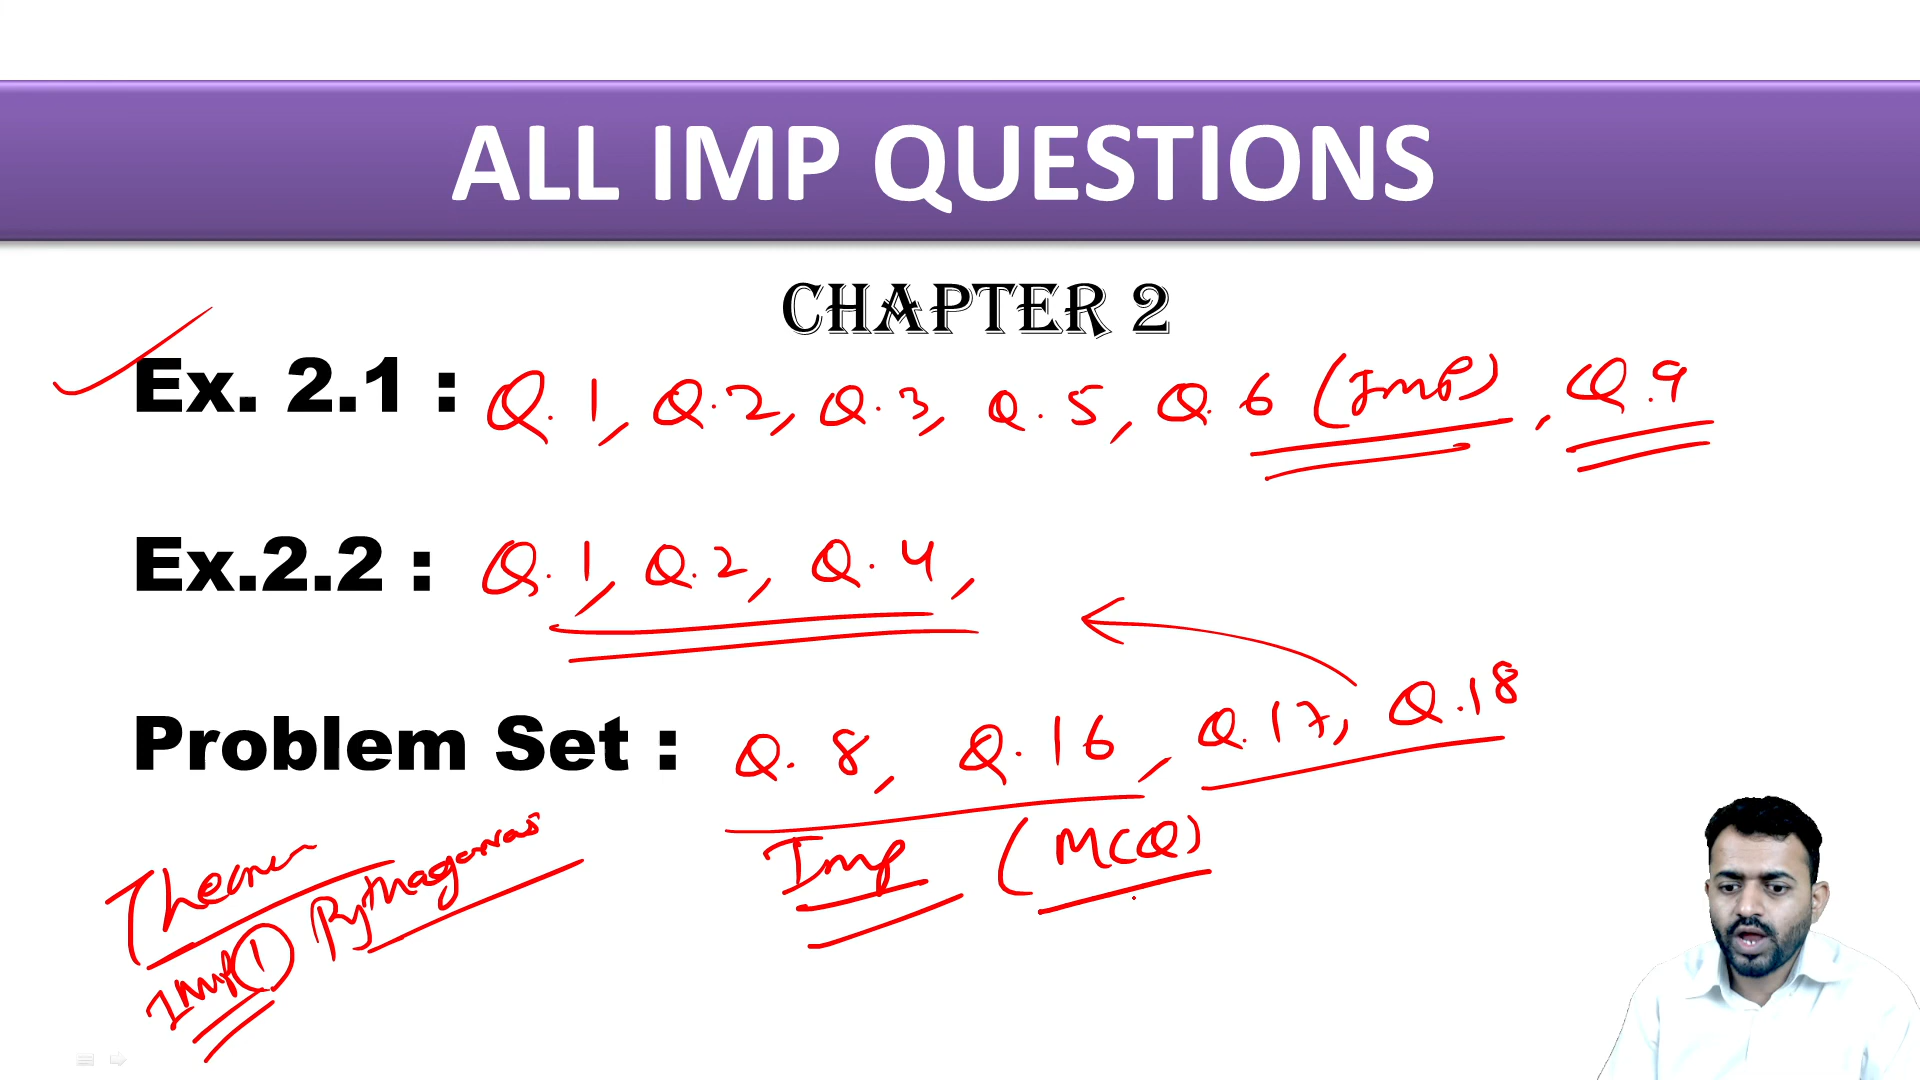 ALL IMP QUESTIONS
CHAPTER 2
Ex. 2.1 : Q. 1, Q. 2, Q. 3, Q. 5, Q. 6 (Imp), Q. 9
Ex.2.2 : Q. 1, Q. 2, Q. 4,
Problem Set : Q. 8, Q. 16, Q. 17, Q. 18
Imp (MCQ)
Pythagoras
Imp 1